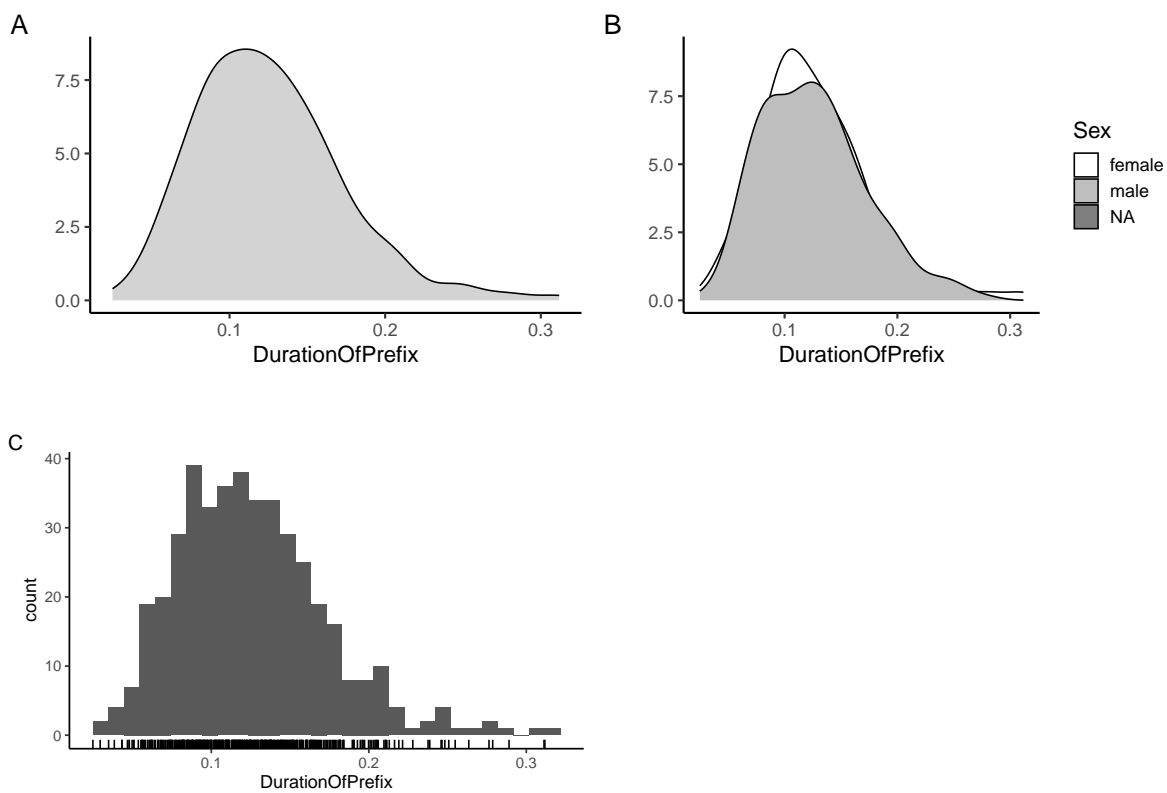 A
7.5
5.0
2.5
0.0
0.1 0.2 0.3
DurationOfPrefix
B
7.5
5.0
2.5
0.0
0.1 0.2 0.3
DurationOfPrefix
Sex
female
male
NA
C
40
30
20
10
0
count
0.1 0.2 0.3
DurationOfPrefix